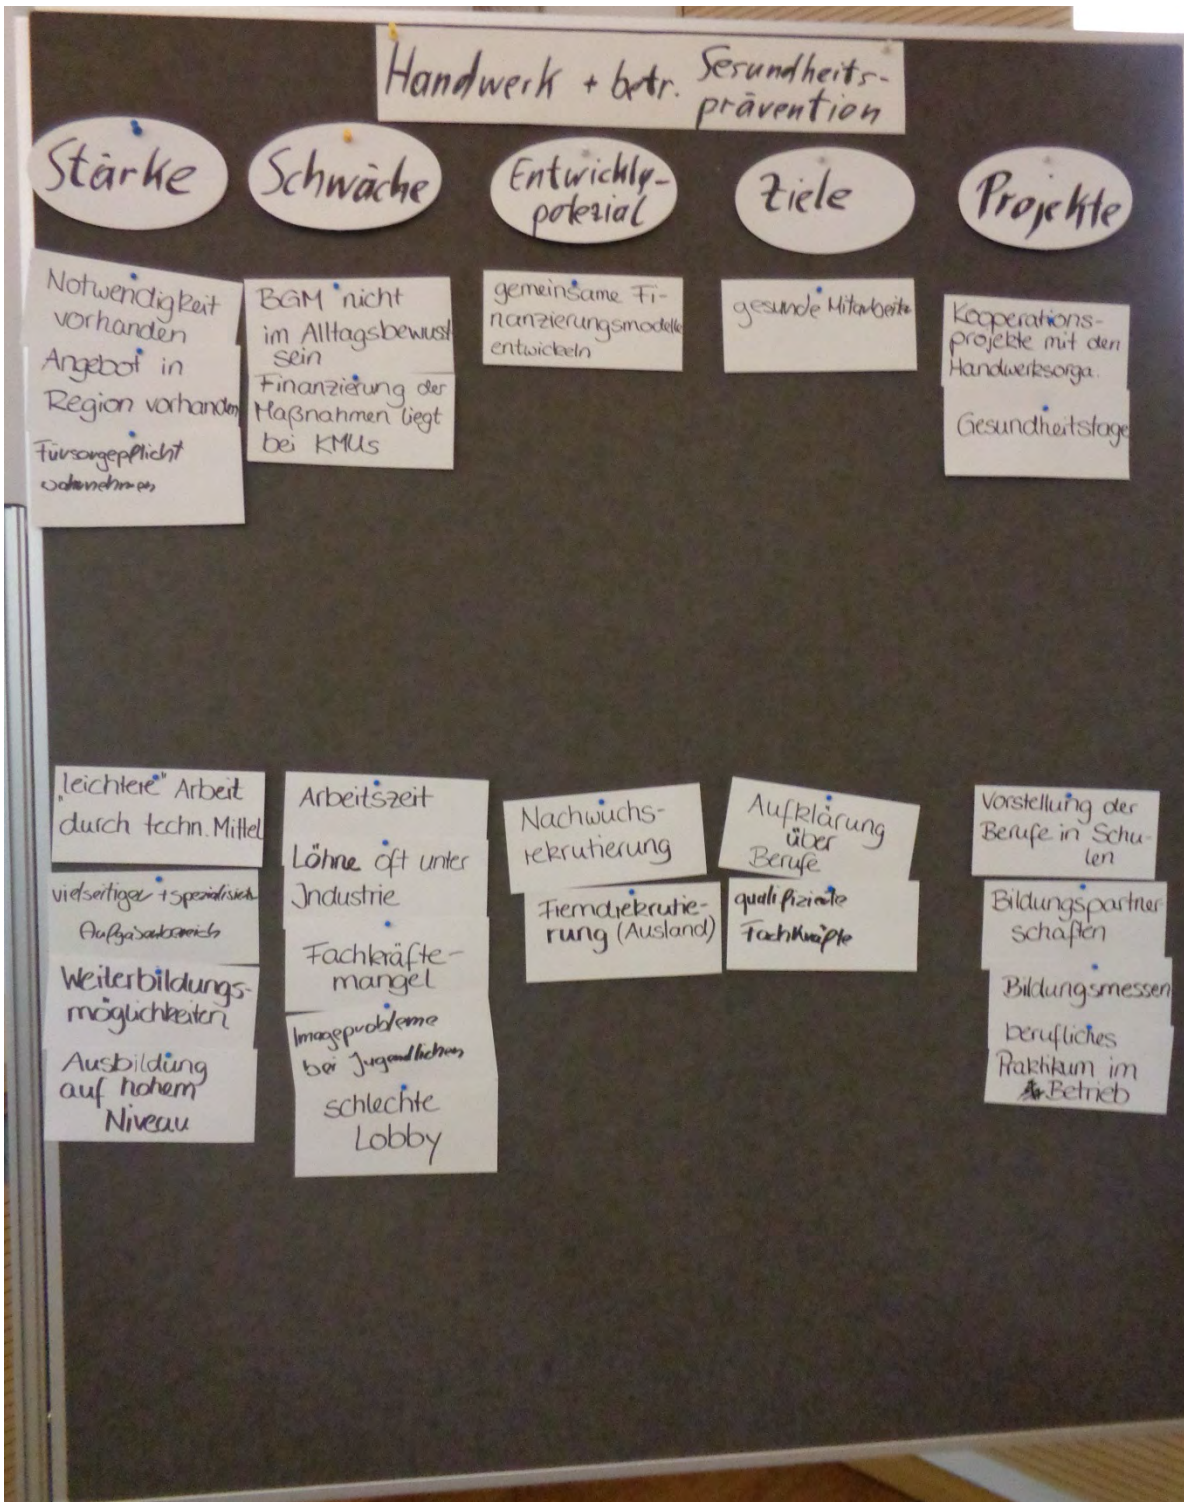 Handwerk + betr. Gesundheits-
prävention
Stärke
Notwendigkeit
vorhanden
Angebot in
Region vorhanden
Fürsorgepflicht
wahrnehmen
"leichtere" Arbeit
durch techn. Mittel
vielseitiger + spezialisiert
Aufgabenbereich
Weiterbildungs-
möglichkeiten
Ausbildung
auf hohem
Niveau
Schwäche
BGM nicht
im Alltagsbewusst
sein
Finanzierung der
Maßnahmen liegt
bei KMUs
Arbeitszeit
Löhne oft unter
Industrie
Fachkräfte-
mangel
Imageprobleme
bei Jugendlichen
schlechte
Lobby
Entwicklg-
potezial
gemeinsame Fi-
nanzierungsmodelle
entwickeln
Nachwuchs-
rekrutierung
Fremdrekrutie-
rung (Ausland)
Ziele
gesunde Mitarbeiter
Aufklärung
über
Berufe
qualifizierte
Fachkräfte
Projekte
Kooperations-
projekte mit den
Handwerksorga.
Gesundheitstage
Vorstellung der
Berufe in Schu-
len
Bildungspartner
schaften
Bildungsmessen
berufliches
Praktikum im
Betrieb